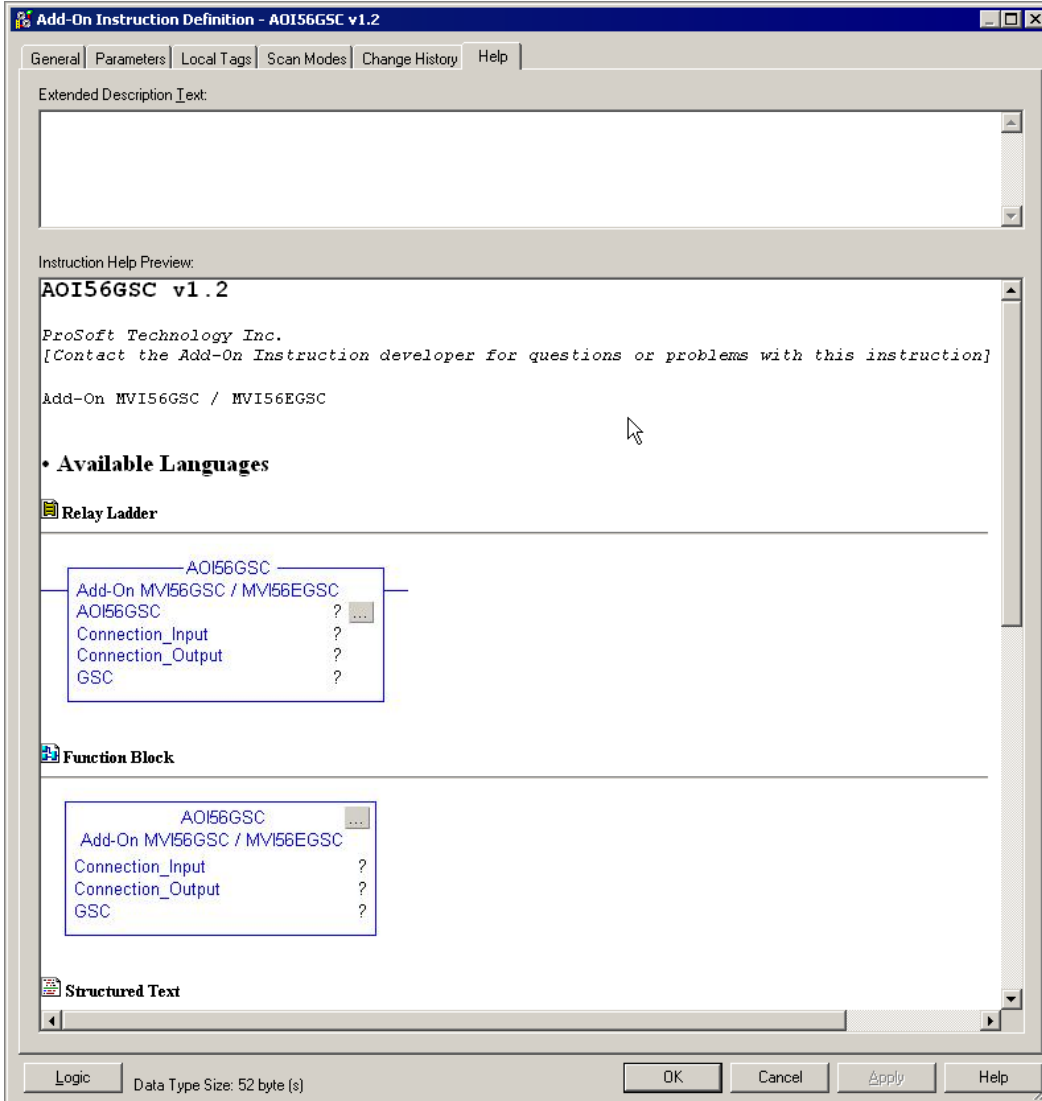 Add-On Instruction Definition - AOI56GSC v1.2
General Parameters Local Tags Scan Modes Change History Help
Extended Description Text:
Instruction Help Preview:
AOI56GSC v1.2
ProSoft Technology Inc.
[Contact the Add-On Instruction developer for questions or problems with this instruction]
Add-On MVI56GSC / MVI56EGSC
• Available Languages
Relay Ladder
AOI56GSC
Add-On MVI56GSC / MVI56EGSC
AOI56GSC ? ...
Connection_Input ?
Connection_Output ?
GSC ?
Function Block
AOI56GSC ...
Add-On MVI56GSC / MVI56EGSC
Connection_Input ?
Connection_Output ?
GSC ?
Structured Text
Logic Data Type Size: 52 byte (s) OK Cancel Apply Help